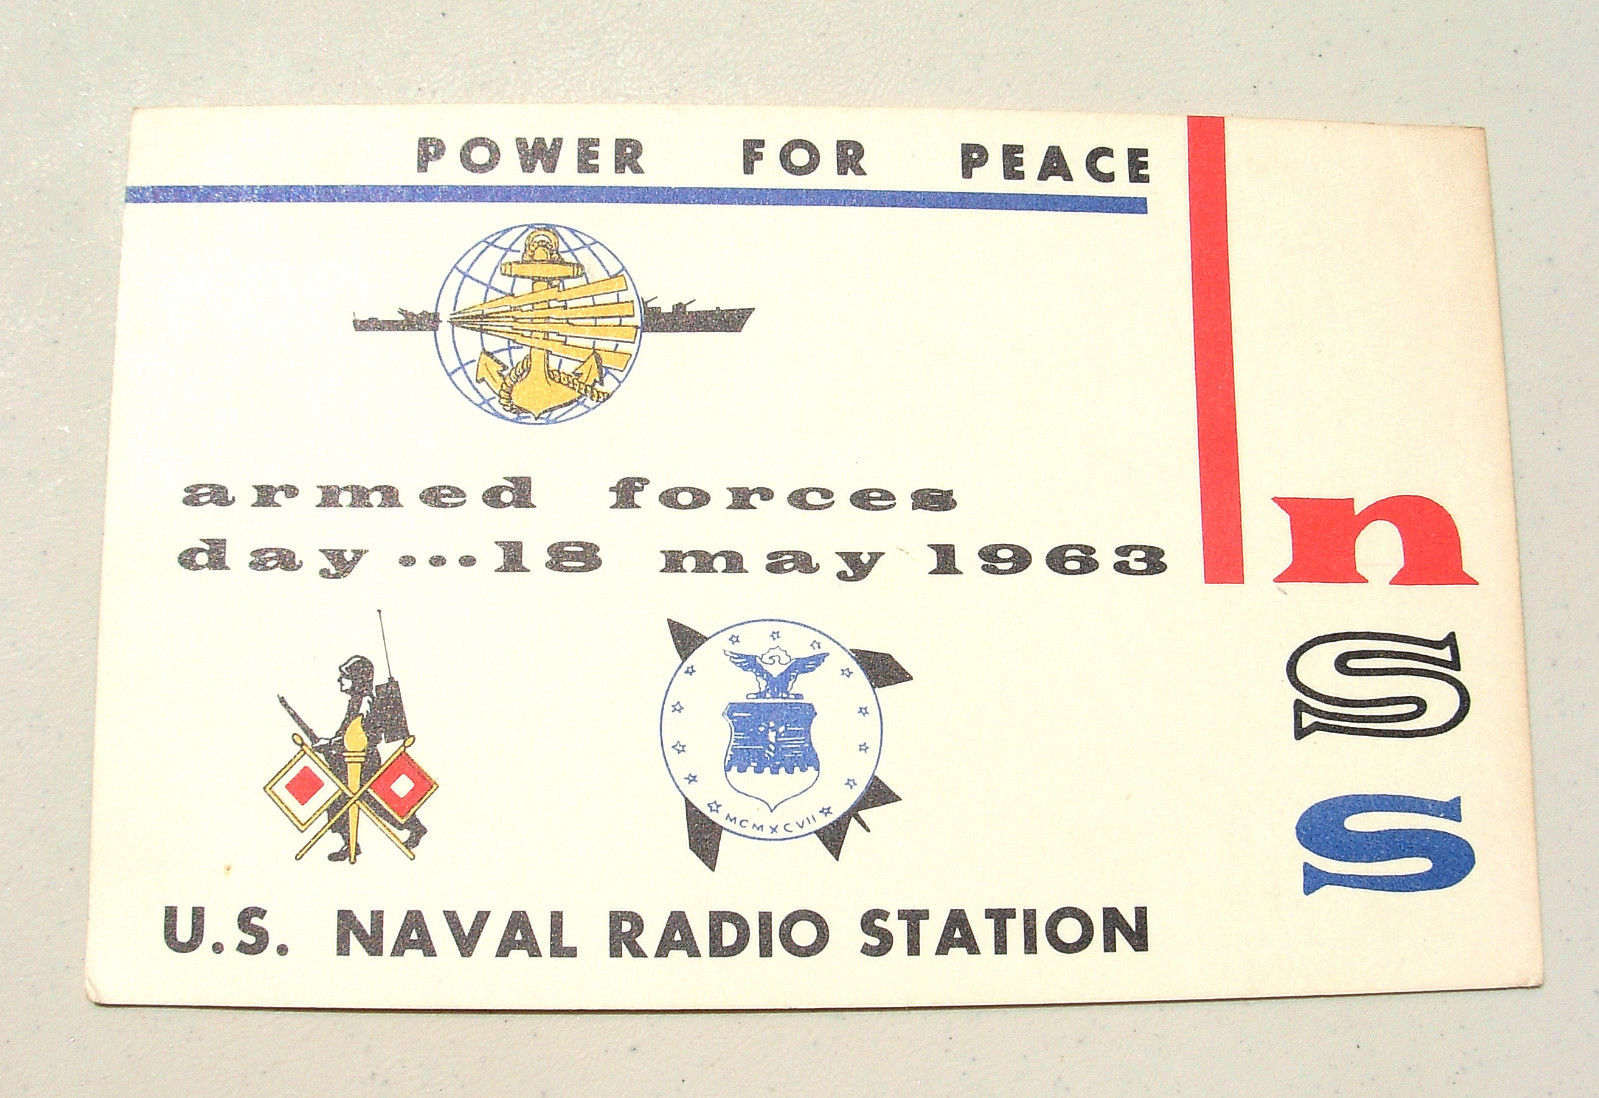 POWER FOR PEACE
armed forces
day...18 may 1963
MCMXCVII
U.S. NAVAL RADIO STATION
n
S
S